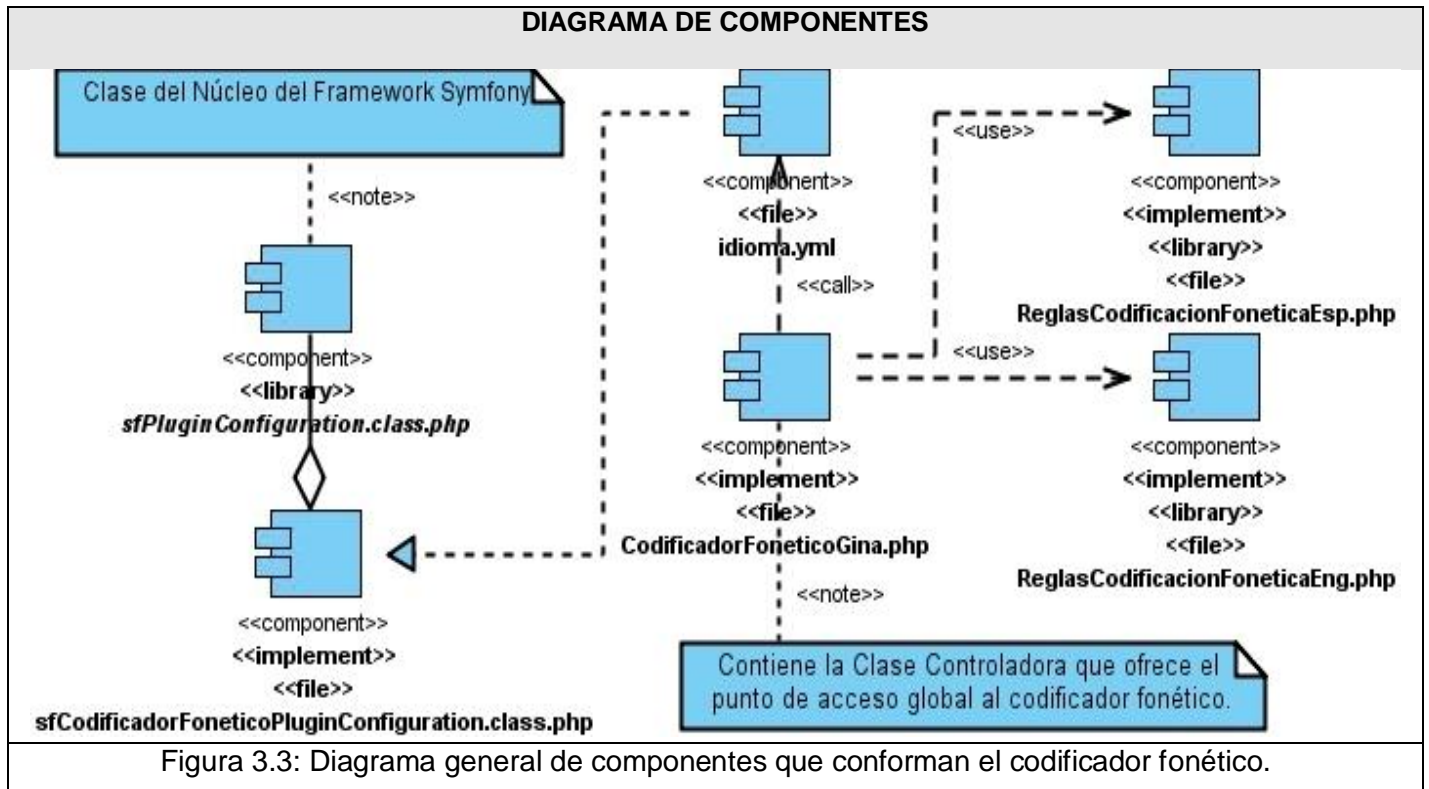 DIAGRAMA DE COMPONENTES
Clase del Núcleo del Framework Symfony
<<note>>
<<component>>
<<library>>
sfPluginConfiguration.class.php
<<component>>
<<implement>>
<<file>>
sfCodificadorFoneticoPluginConfiguration.class.php
<<component>>
<<file>>
idioma.yml
<<call>>
<<component>>
<<implement>>
<<file>>
CodificadorFoneticoGina.php
<<note>>
Contiene la Clase Controladora que ofrece el
punto de acceso global al codificador fonético.
<<use>>
<<use>>
<<component>>
<<implement>>
<<library>>
<<file>>
ReglasCodificacionFoneticaEsp.php
<<component>>
<<implement>>
<<library>>
<<file>>
ReglasCodificacionFoneticaEng.php
Figura 3.3: Diagrama general de componentes que conforman el codificador fonético.